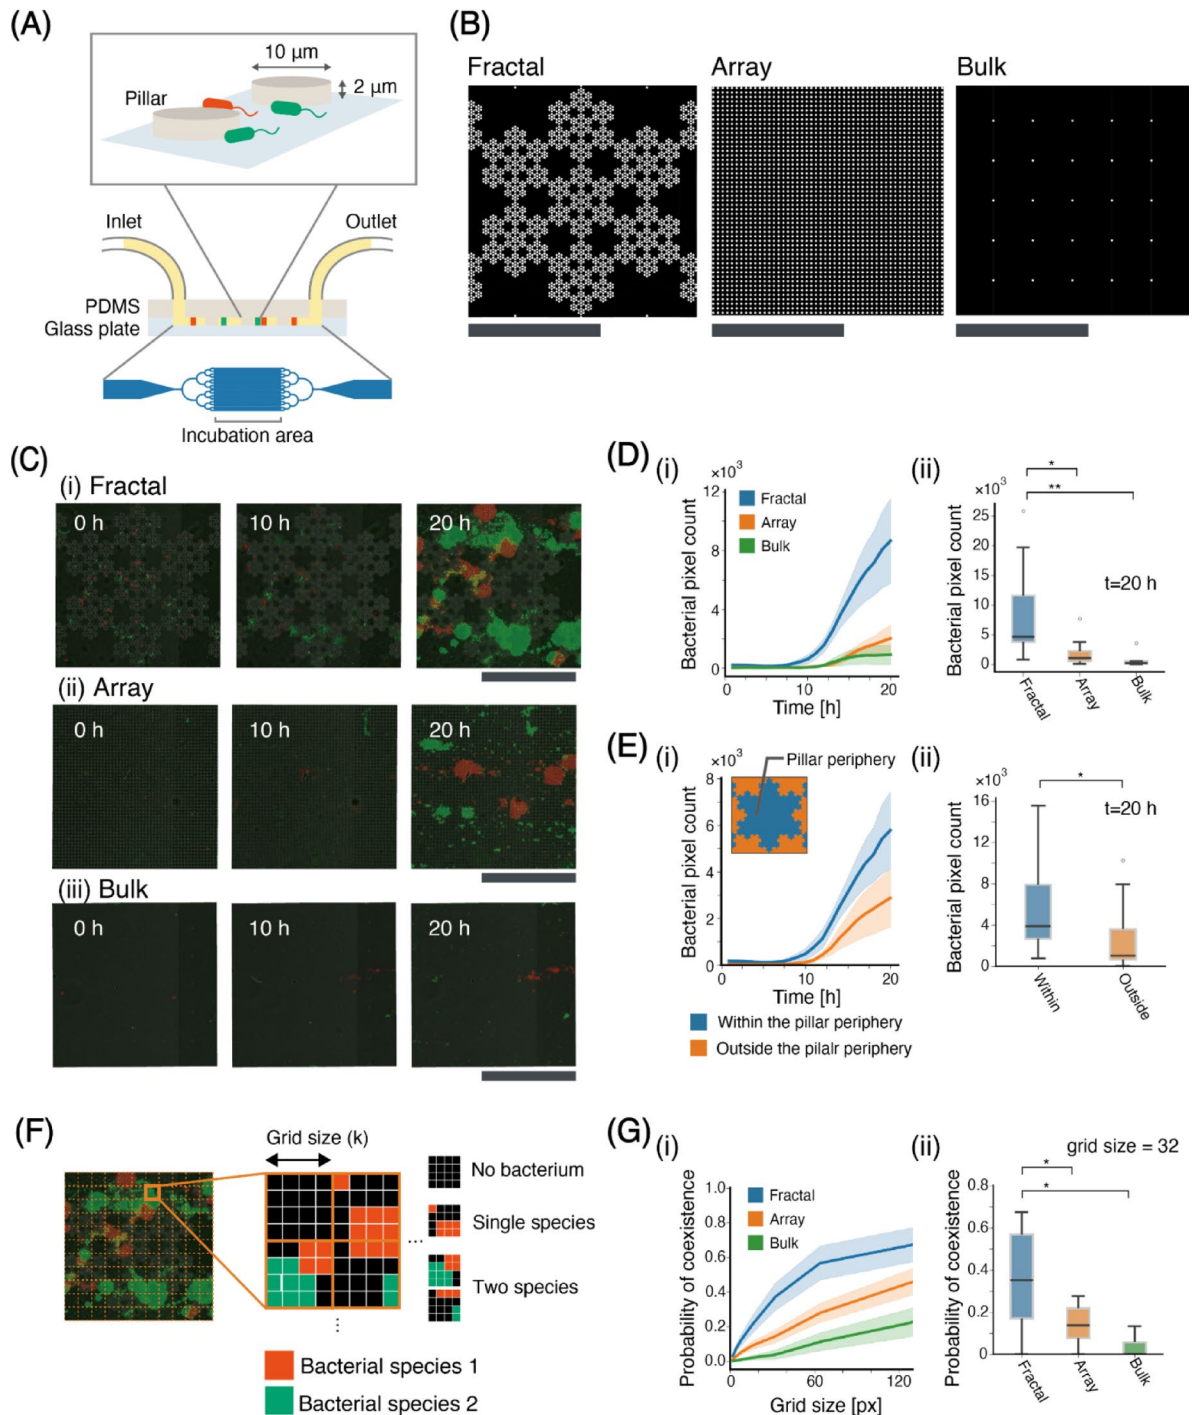 (A)
10 µm
2 µm
Pillar
Inlet
Outlet
PDMS
Glass plate
Incubation area
(B)
Fractal
Array
Bulk
(C)
(i) Fractal
0 h
10 h
20 h
(ii) Array
0 h
10 h
20 h
(iii) Bulk
0 h
10 h
20 h
(D)
(i)
×10³
12
8
4
0
Bacterial pixel count
Fractal
Array
Bulk
0
10
20
Time [h]
(ii)
×10³
25
20
15
10
5
0
Bacterial pixel count
*
**
t=20 h
Fractal
Array
Bulk
(E)
(i)
×10³
Pillar periphery
8
6
4
2
0
Bacterial pixel count
0
10
20
Time [h]
Within the pillar periphery
Outside the pilalr periphery
(ii)
×10³
16
12
8
4
0
Bacterial pixel count
*
t=20 h
Within
Outside
(F)
Grid size (k)
No bacterium
Single species
...
Two species
Bacterial species 1
Bacterial species 2
(G)
(i)
1.0
0.8
0.6
0.4
0.2
0.0
Probability of coexistence
Fractal
Array
Bulk
0
60
120
Grid size [px]
(ii)
grid size = 32
0.8
0.6
0.4
0.2
0
Probability of coexistence
*
*
Fractal
Array
Bulk